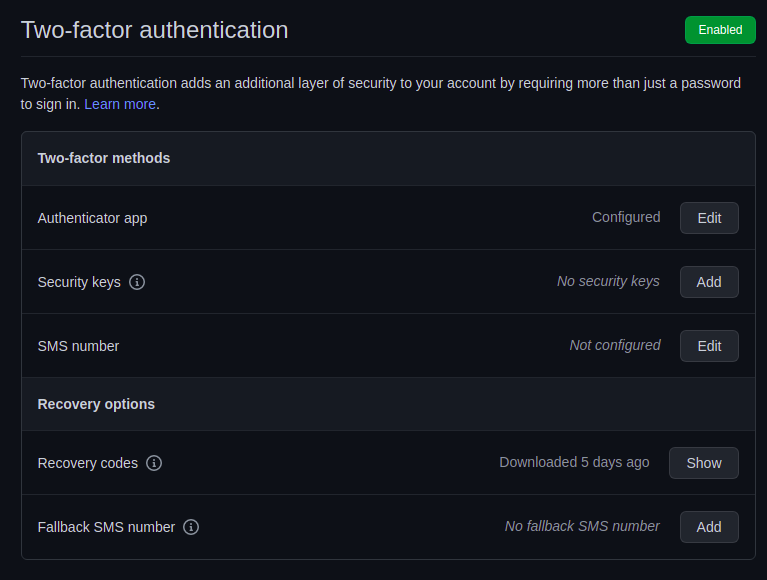 Two-factor authentication
Enabled
Two-factor authentication adds an additional layer of security to your account by requiring more than just a password
to sign in. Learn more.
Two-factor methods
Authenticator app
Configured
Edit
Security keys
No security keys
Add
SMS number
Not configured
Edit
Recovery options
Recovery codes
Downloaded 5 days ago
Show
Fallback SMS number
No fallback SMS number
Add